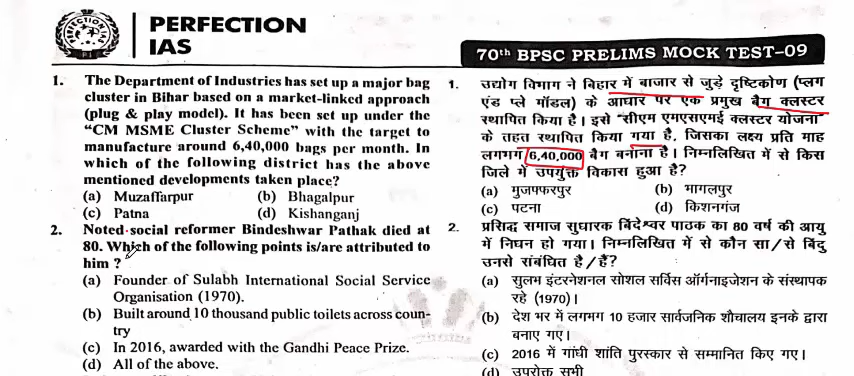 PERFECTION
IAS
70th BPSC PRELIMS MOCK TEST–09
1. The Department of Industries has set up a major bag
cluster in Bihar based on a market-linked approach
(plug & play model). It has been set up under the
“CM MSME Cluster Scheme” with the target to
manufacture around 6,40,000 bags per month. In
which of the following district has the above
mentioned developments taken place?
(a) Muzaffarpur (b) Bhagalpur
(c) Patna (d) Kishanganj
2. Noted social reformer Bindeshwar Pathak died at
80. Which of the following points is/are attributed to
him ?
(a) Founder of Sulabh International Social Service
Organisation (1970).
(b) Built around 10 thousand public toilets across coun-
try
(c) In 2016, awarded with the Gandhi Peace Prize.
(d) All of the above.
1. उद्योग विभाग ने बिहार में बाजार से जुड़े दृष्टिकोण (प्लग
एंड प्ले मॉडल) के आधार पर एक प्रमुख बैग क्लस्टर
स्थापित किया है। इसे “सीएम एमएसएमई क्लस्टर योजना”
के तहत स्थापित किया गया है, जिसका लक्ष्य प्रति माह
लगभग 6,40,000 बैग बनाना है। निम्नलिखित में से किस
जिले में उपर्युक्त विकास हुआ है?
(a) मुजफ्फरपुर (b) भागलपुर
(c) पटना (d) किशनगंज
2. प्रसिद्ध समाज सुधारक बिंदेश्वर पाठक का 80 वर्ष की आयु
में निधन हो गया। निम्नलिखित में से कौन सा/से बिंदु
उनसे संबंधित है/हैं?
(a) सुलभ इंटरनेशनल सोशल सर्विस ऑर्गनाइजेशन के संस्थापक
रहे (1970)।
(b) देश भर में लगभग 10 हजार सार्वजनिक शौचालय इनके द्वारा
बनाए गए।
(c) 2016 में गांधी शांति पुरस्कार से सम्मानित किए गए।
(d) उपरोक्त सभी